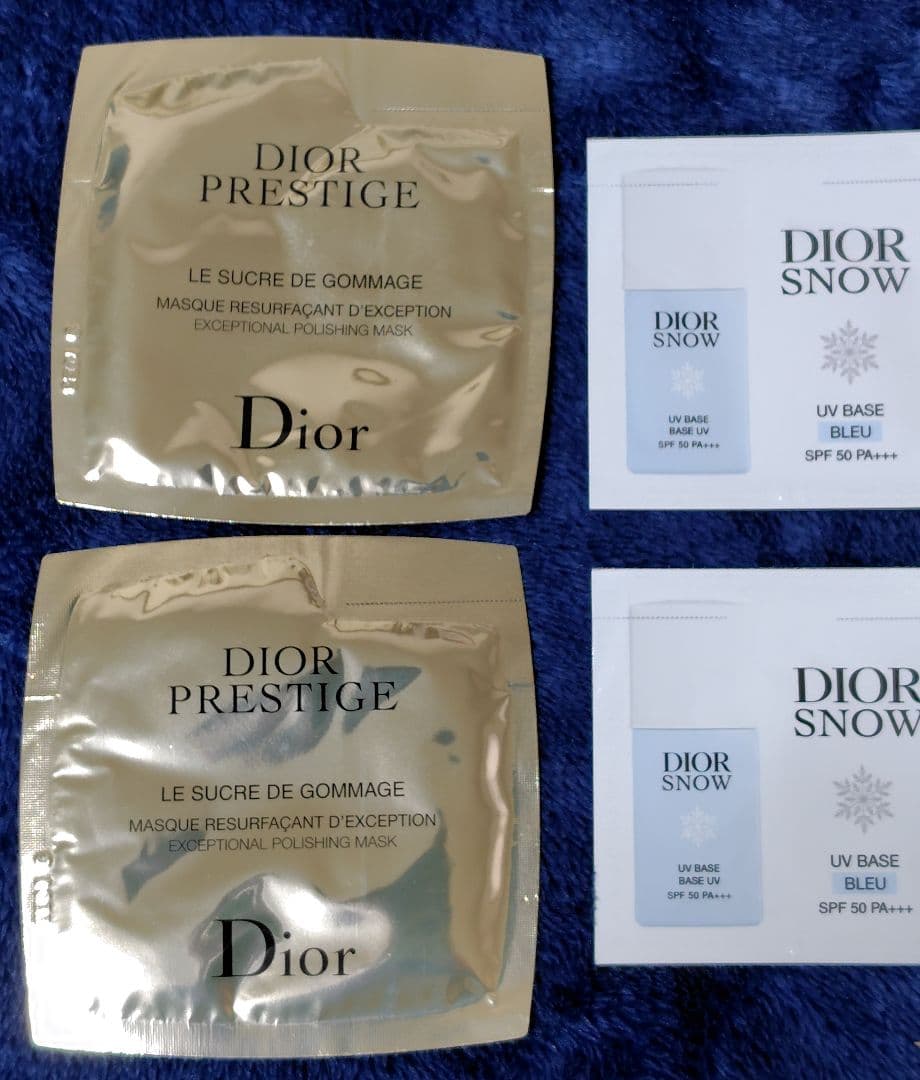 DIOR
PRESTIGE
LE SUCRE DE GOMMAGE
MASQUE RESURFAÇANT D'EXCEPTION
EXCEPTIONAL POLISHING MASK
Dior
DIOR
SNOW
UV BASE
BASE UV
SPF 50 PA+++
DIOR
SNOW
UV BASE
BLEU
SPF 50 PA+++
DIOR
PRESTIGE
LE SUCRE DE GOMMAGE
MASQUE RESURFAÇANT D'EXCEPTION
EXCEPTIONAL POLISHING MASK
Dior
DIOR
SNOW
UV BASE
BASE UV
SPF 50 PA+++
DIOR
SNOW
UV BASE
BLEU
SPF 50 PA+++